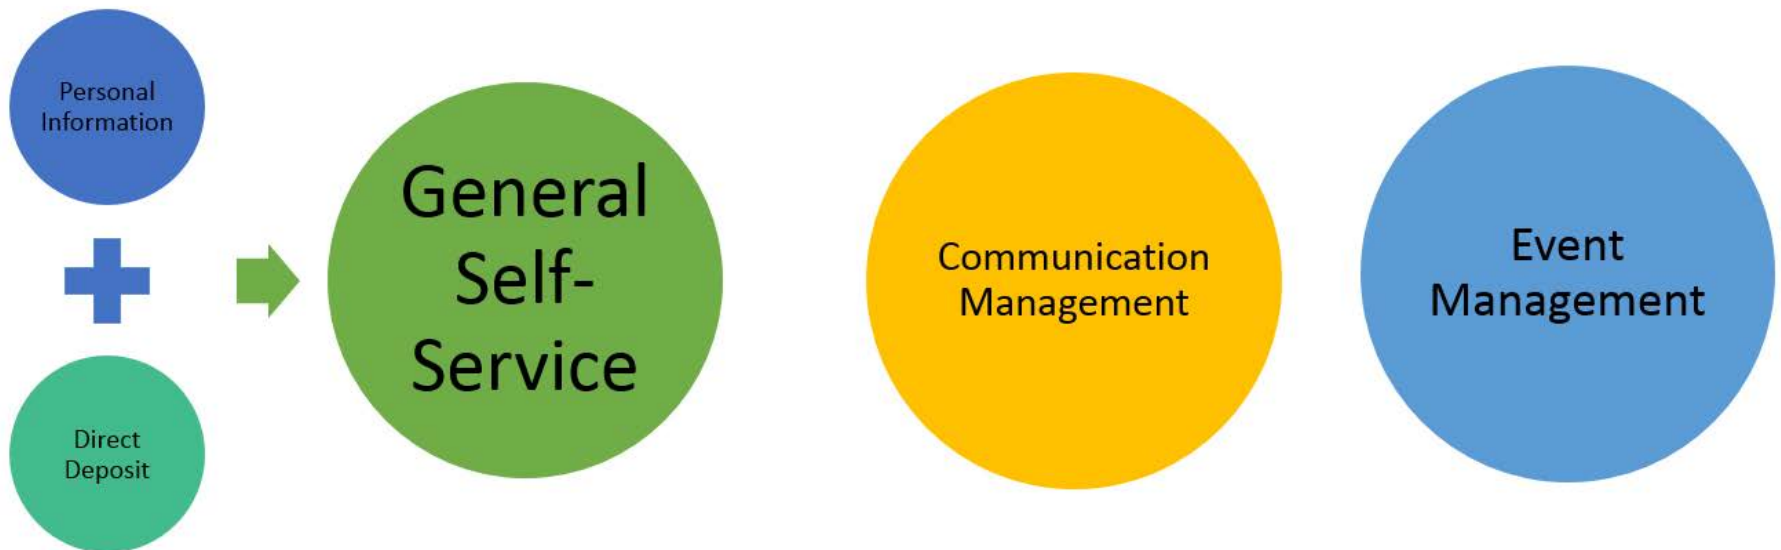 Personal
Information
Direct
Deposit
General
Self-
Service
Communication
Management
Event
Management